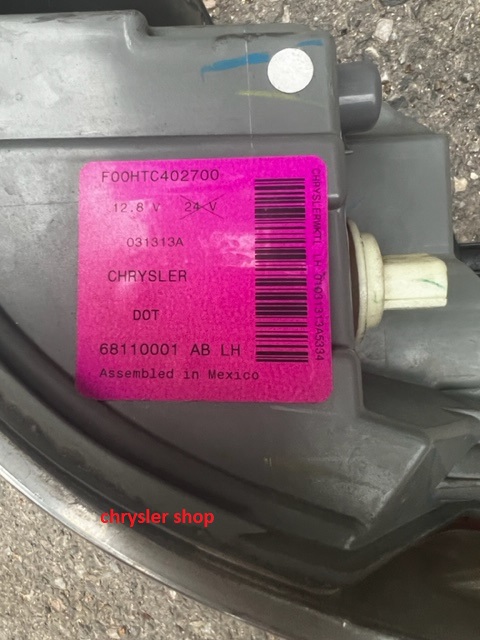 F00HTC402700
12.8 V 24 V
031313A
CHRYSLER
DOT
68110001 AB LH
Assembled in Mexico
chrysler shop